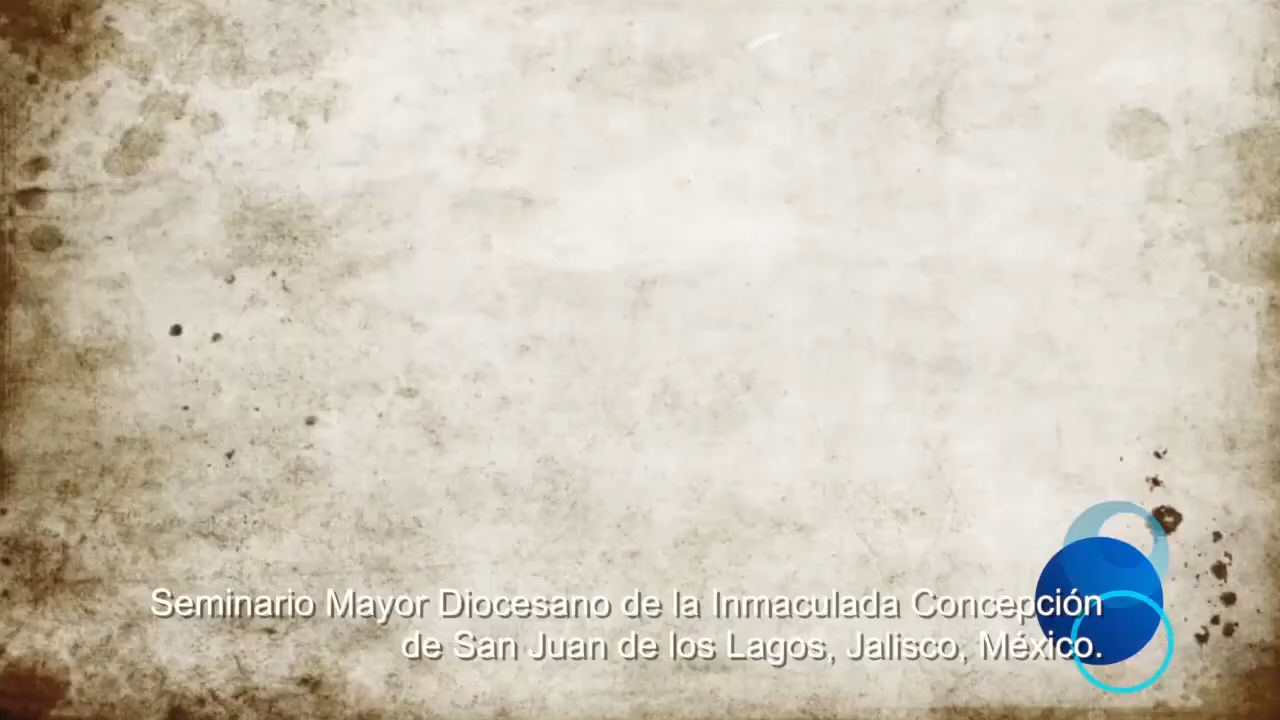 Seminario Mayor Diocesano de la Inmaculada Concepción
de San Juan de los Lagos, Jalisco, México.